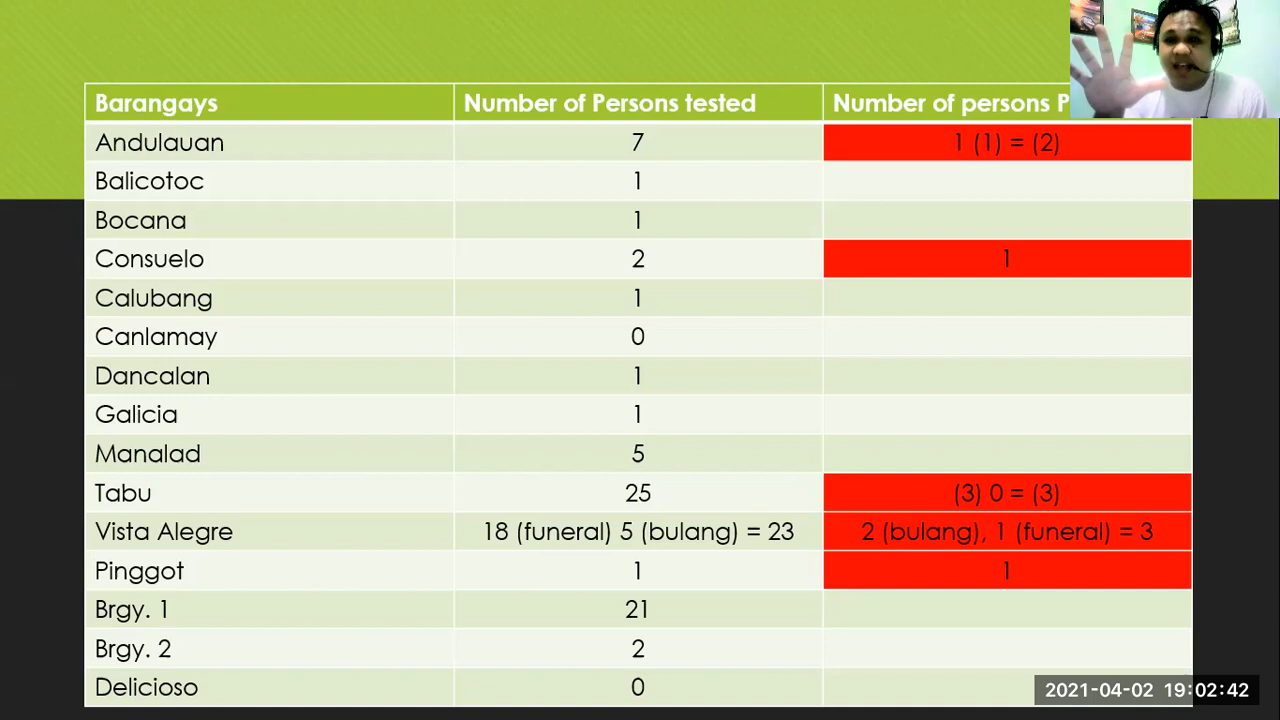 Barangays Number of Persons tested Number of persons P
Andulauan 7 1 (1) = (2)
Balicotoc 1
Bocana 1
Consuelo 2 1
Calubang 1
Canlamay 0
Dancalan 1
Galicia 1
Manalad 5
Tabu 25 (3) 0 = (3)
Vista Alegre 18 (funeral) 5 (bulang) = 23 2 (bulang), 1 (funeral) = 3
Pinggot 1 1
Brgy. 1 21
Brgy. 2 2
Delicioso 0
2021-04-02 19:02:42